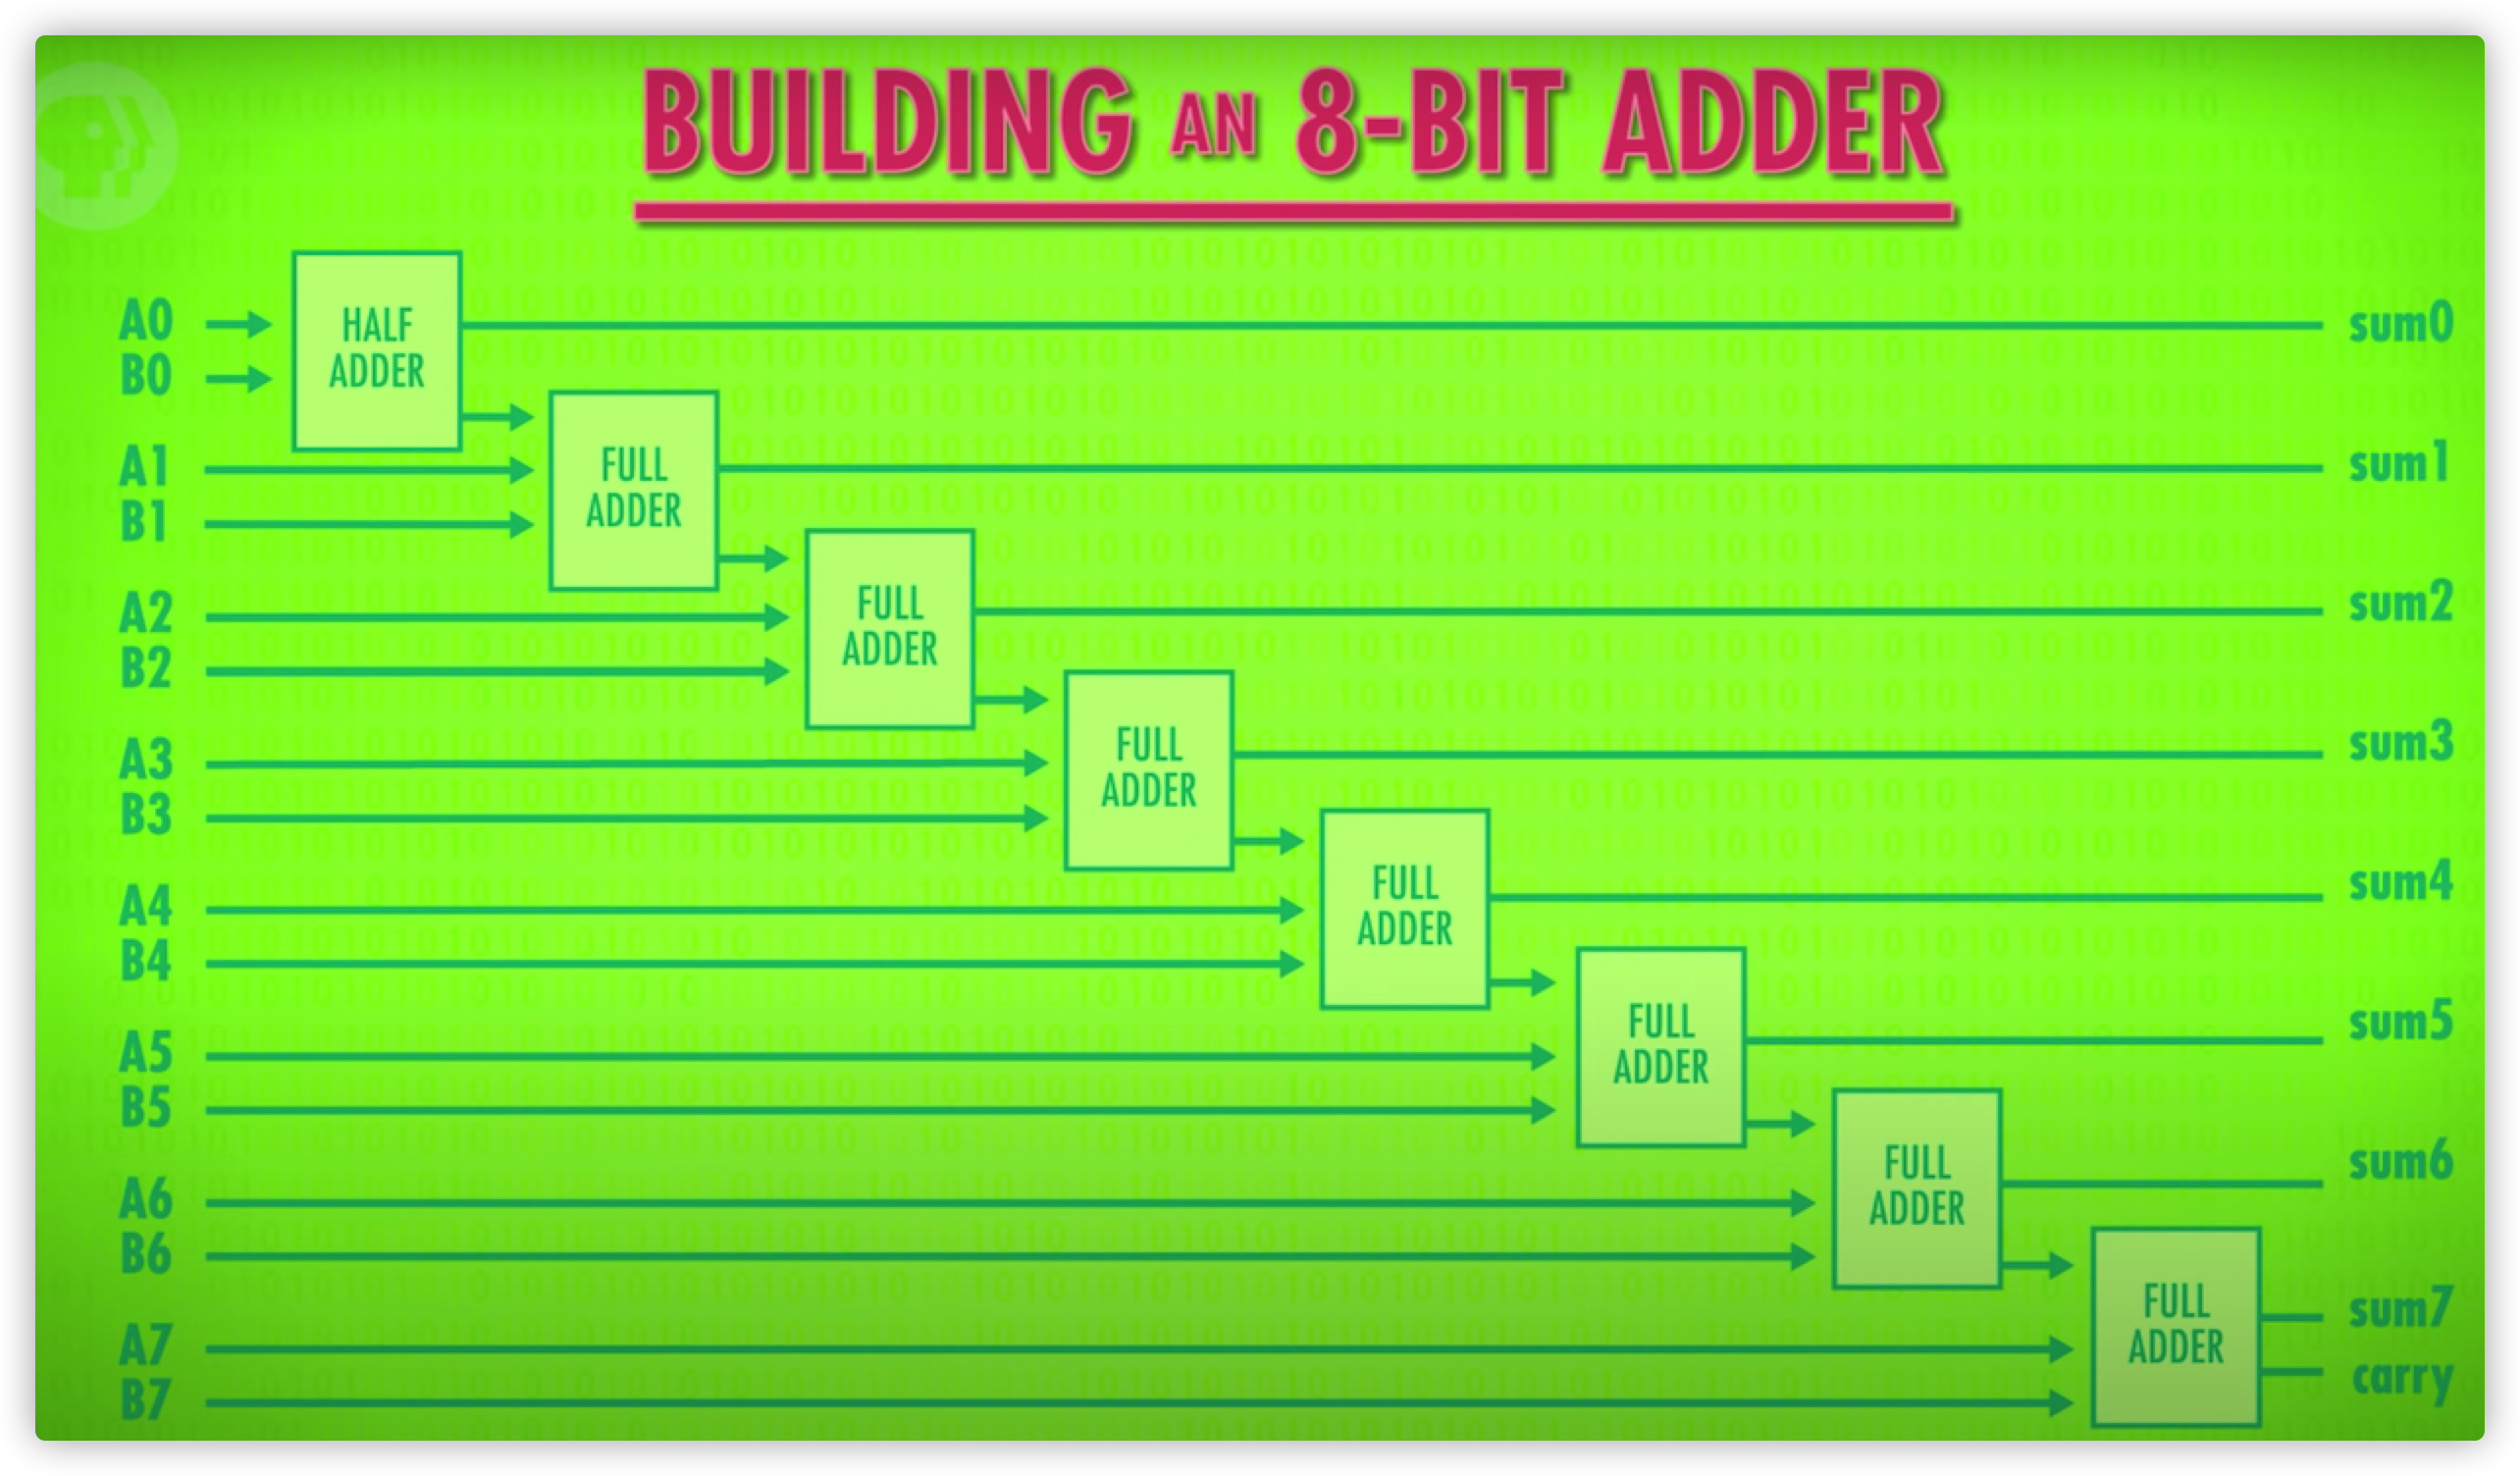 BUILDING AN 8-BIT ADDER
A0
B0
HALF
ADDER
sum0
A1
B1
FULL
ADDER
sum1
A2
B2
FULL
ADDER
sum2
A3
B3
FULL
ADDER
sum3
A4
B4
FULL
ADDER
sum4
A5
B5
FULL
ADDER
sum5
A6
B6
FULL
ADDER
sum6
A7
B7
FULL
ADDER
sum7
carry